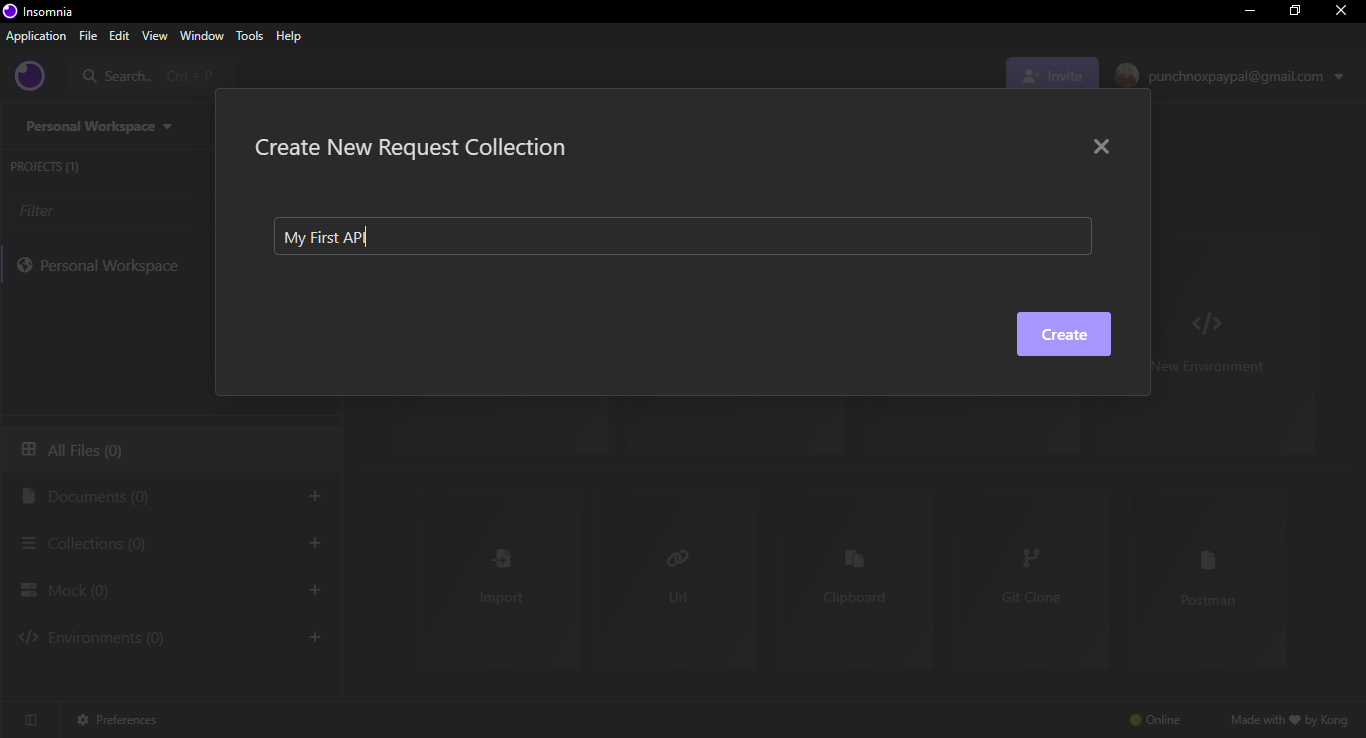 Insomnia
Application File Edit View Window Tools Help
Search.. Ctrl + P
Invite
punchnoxpaypal@gmail.com
Personal Workspace
PROJECTS (1)
Filter
Personal Workspace
Create New Request Collection
My First API
Create
New Environment
All Files (0)
Documents (0)
Collections (0)
Mock (0)
Environments (0)
Import
Url
Clipboard
Git Clone
Postman
Preferences
Online
Made with ♥ by Kong